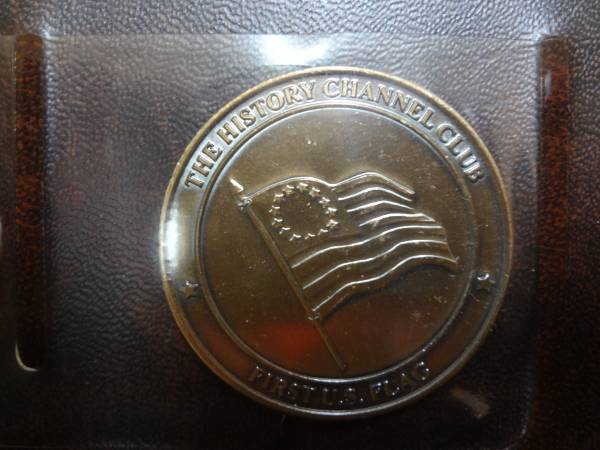 THE HISTORY CHANNEL CLUB
FIRST U.S. FLAG